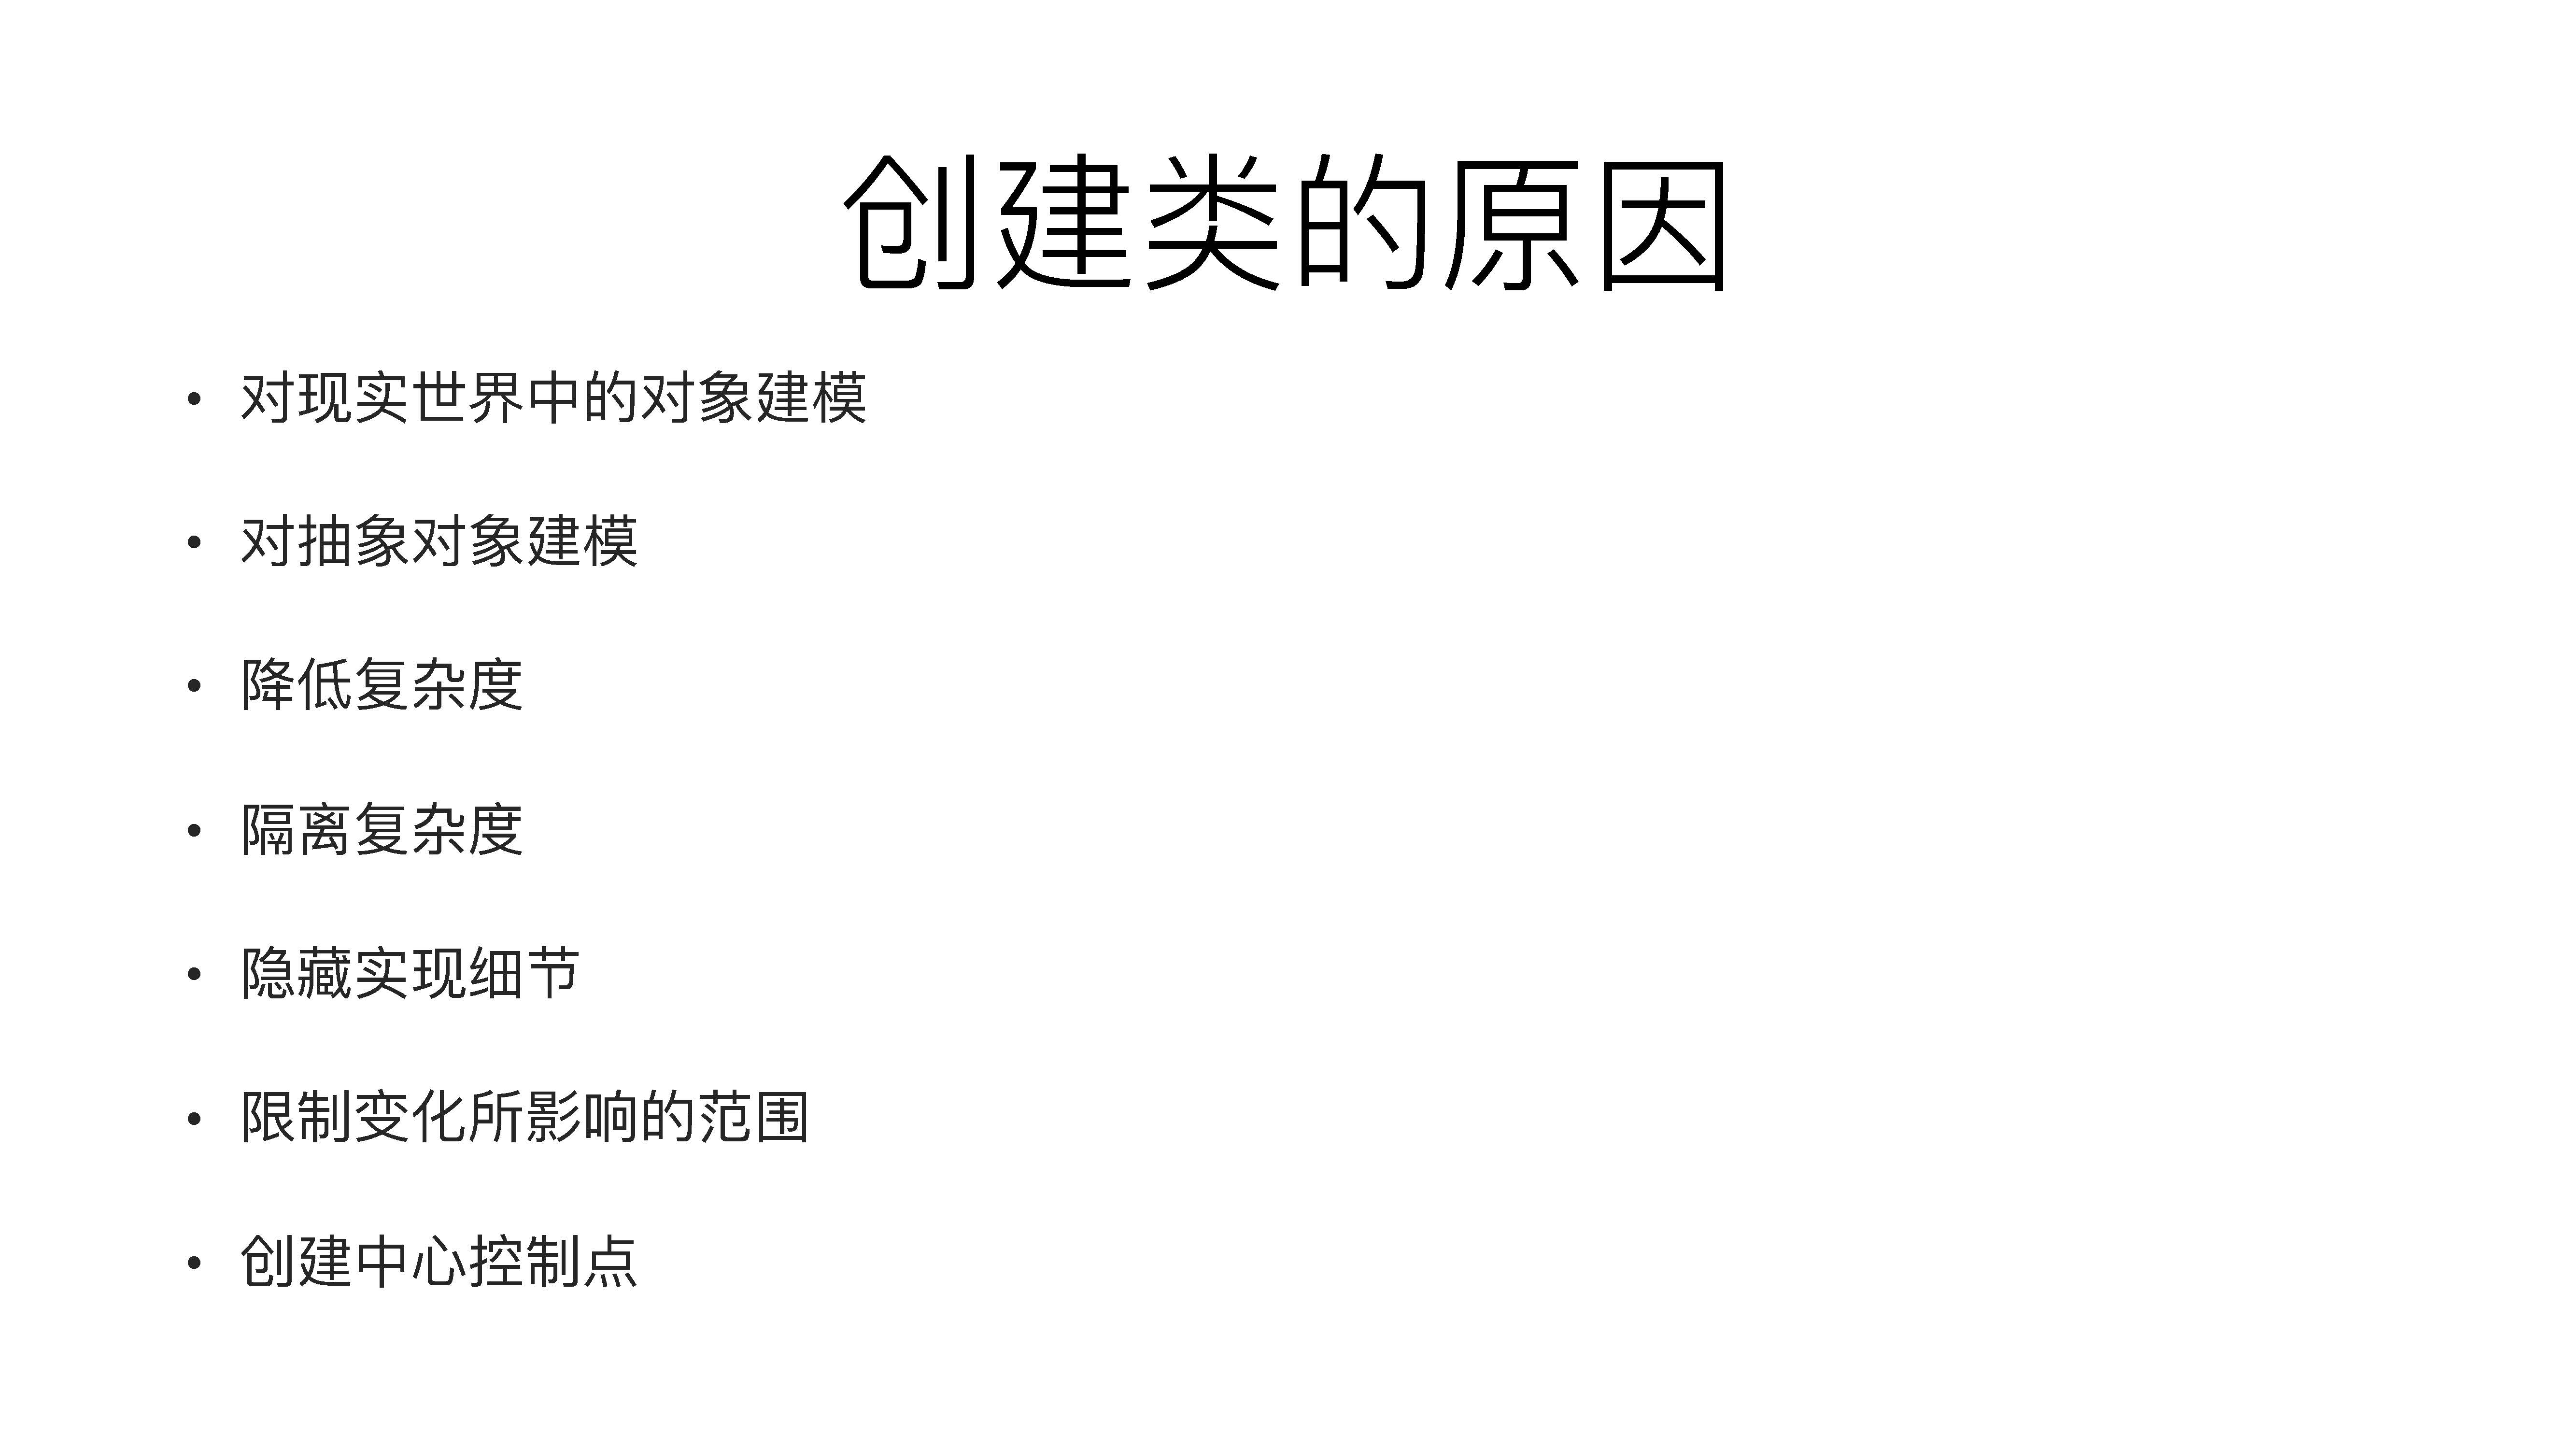 创建类的原因
• 对现实世界中的对象建模
• 对抽象对象建模
• 降低复杂度
• 隔离复杂度
• 隐藏实现细节
• 限制变化所影响的范围
• 创建中心控制点